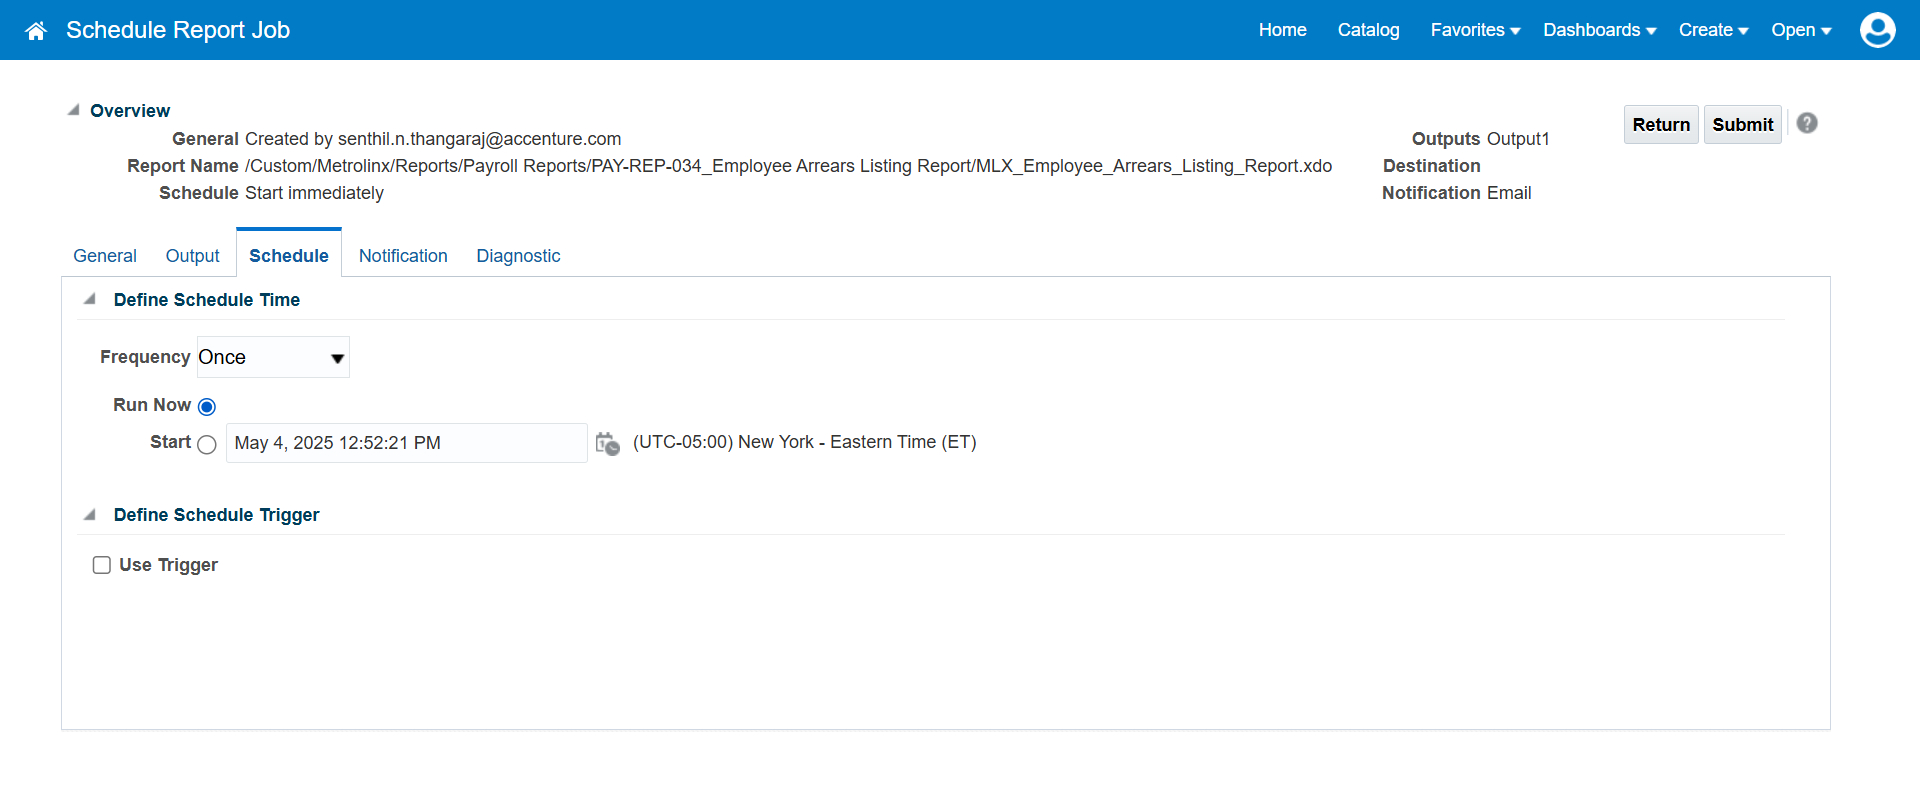 Schedule Report Job
Home Catalog Favorites Dashboards Create Open
Overview
General Created by senthil.n.thangaraj@accenture.com
Report Name /Custom/Metrolinx/Reports/Payroll Reports/PAY-REP-034_Employee Arrears Listing Report/MLX_Employee_Arrears_Listing_Report.xdo
Schedule Start immediately
Outputs Output1
Destination
Notification Email
Return Submit ?
General Output Schedule Notification Diagnostic
Define Schedule Time
Frequency Once
Run Now
Start May 4, 2025 12:52:21 PM (UTC-05:00) New York - Eastern Time (ET)
Define Schedule Trigger
Use Trigger